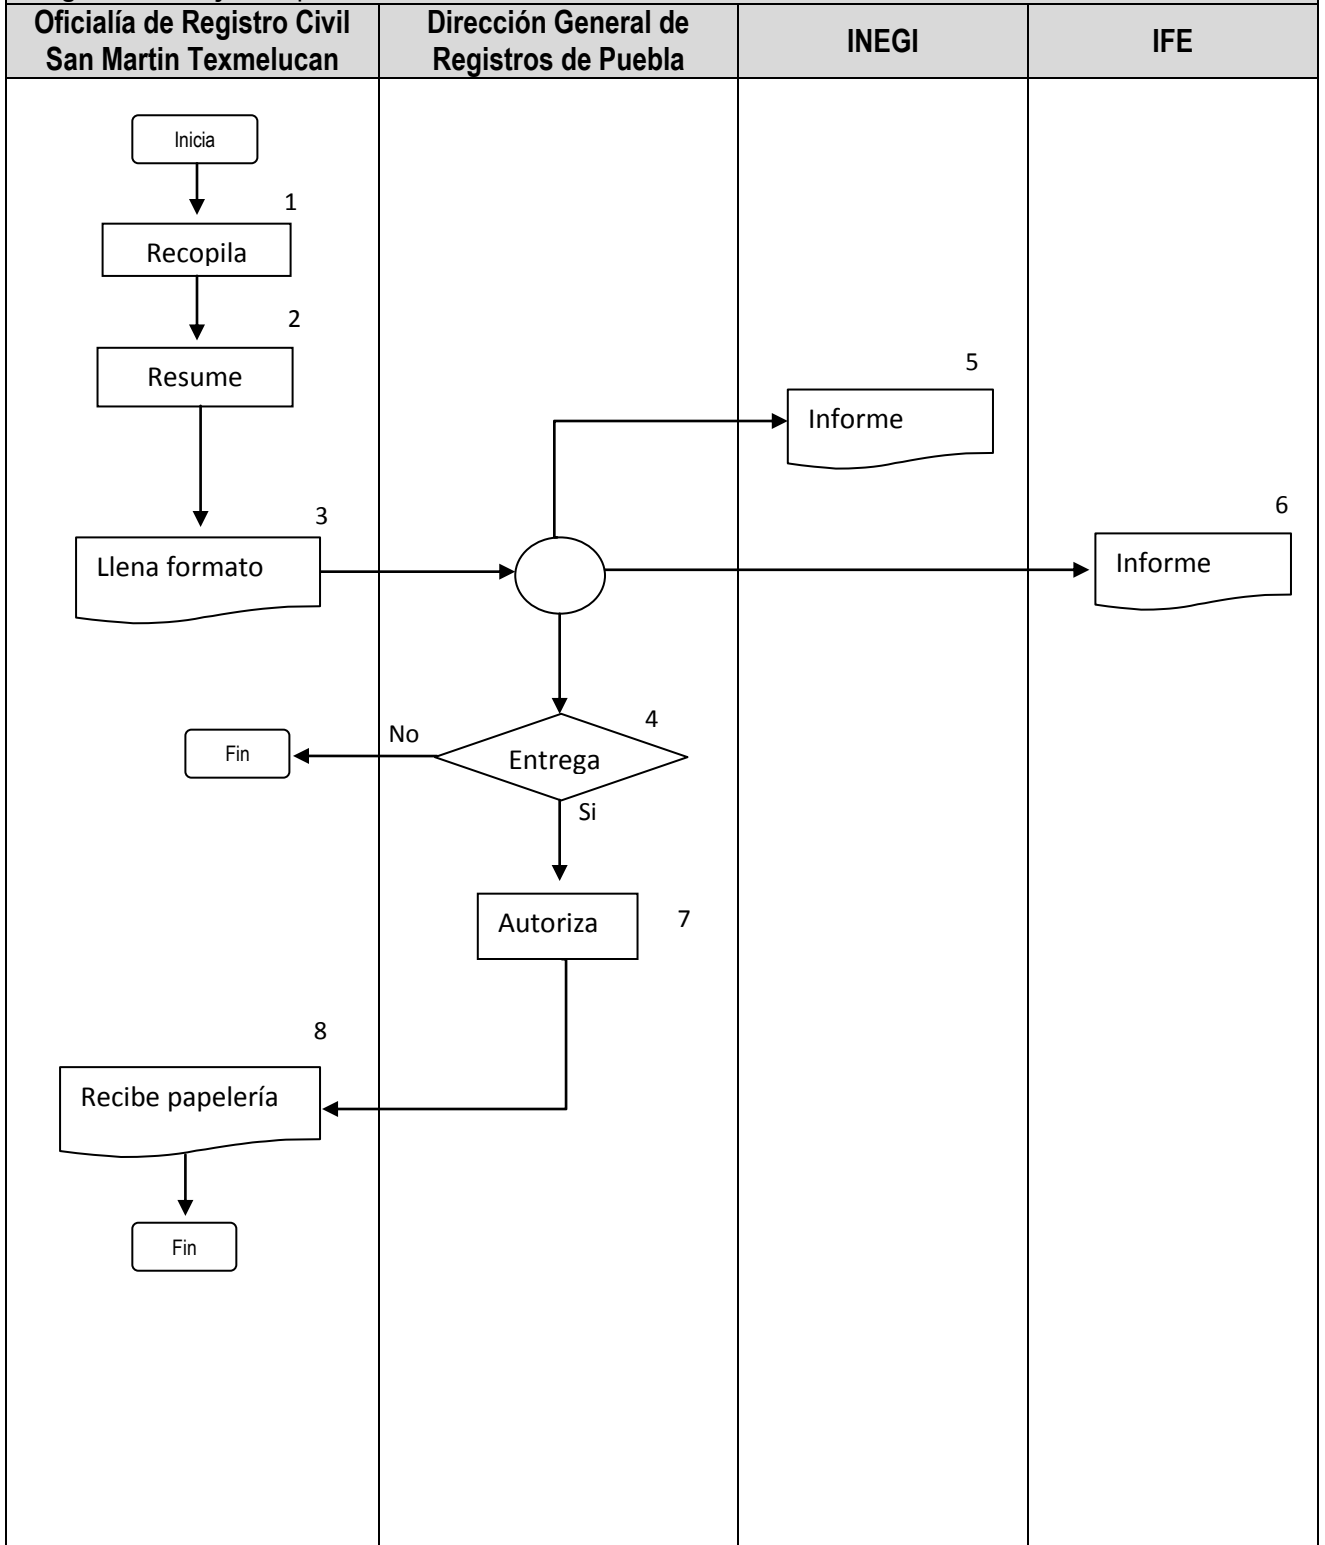 Oficialía de Registro Civil
San Martin Texmelucan
Dirección General de
Registros de Puebla
INEGI
IFE
Inicia
1
Recopila
2
Resume
5
Informe
3
Llena formato
6
Informe
4
No
Fin
Entrega
Si
Autoriza
7
8
Recibe papelería
Fin